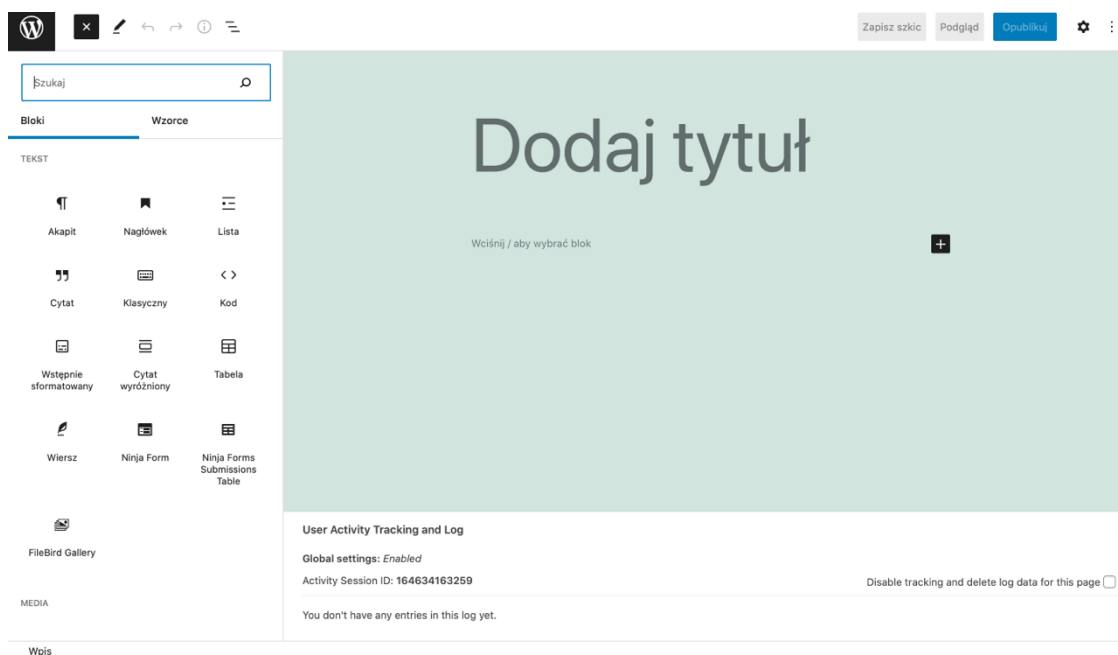 Zapisz szkic Podgląd Opublikuj
Szukaj
Bloki Wzorce
TEKST
Akapit Nagłówek Lista
Cytat Klasyczny Kod
Wstępnie sformatowany Cytat wyróżniony Tabela
Wiersz Ninja Form Ninja Forms Submissions Table
FileBird Gallery
MEDIA
Wpis
Dodaj tytuł
Wciśnij / aby wybrać blok
User Activity Tracking and Log
Global settings: Enabled
Activity Session ID: 164634163259 Disable tracking and delete log data for this page
You don't have any entries in this log yet.